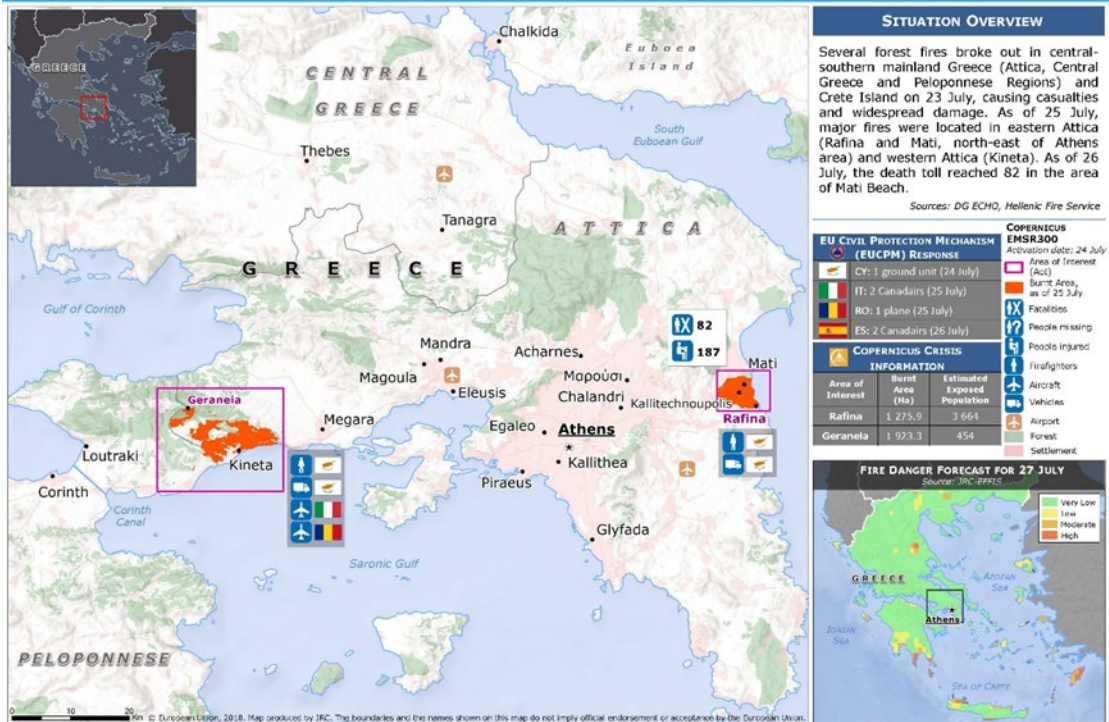 GREECE
CENTRAL
GREECE
Chalkida
Euboea
Island
South
Euboean Gulf
Thebes
Tanagra
ATTICA
GREECE
Gulf of Corinth
Mandra
Magoula
Eleusis
Acharnes
82
187
Μαρούσι
Chalandri
Mati
Kallitechnoupolis
Rafina
Geraneia
Megara
Egaleo
Athens
Loutraki
Kineta
Kallithea
Corinth
Piraeus
Corinth
Canal
Glyfada
Saronic Gulf
PELOPONNESE
0
10
20
Km
© European Union, 2018. Map produced by JRC. The boundaries and the names shown on this map do not imply official endorsement or acceptance by the European Union.
SITUATION OVERVIEW
Several forest fires broke out in central-
southern mainland Greece (Attica, Central
Greece and Peloponnese Regions) and
Crete Island on 23 July, causing casualties
and widespread damage. As of 25 July,
major fires were located in eastern Attica
(Rafina and Mati, north-east of Athens
area) and western Attica (Kineta). As of 26
July, the death toll reached 82 in the area
of Mati Beach.
Sources: DG ECHO, Hellenic Fire Service
EU CIVIL PROTECTION MECHANISM
(EUCPM) RESPONSE
CY: 1 ground unit (24 July)
IT: 2 Canadairs (25 July)
RO: 1 plane (25 July)
ES: 2 Canadairs (26 July)
COPERNICUS CRISIS
INFORMATION
Area of Interest Burnt Area (Ha) Estimated Exposed Population
Rafina 1 275.9 3 664
Geraneia 1 923.3 454
COPERNICUS
EMSR300
Activation date: 24 July
Area of Interest
(AoI)
Burnt Area,
as of 25 July
Fatalities
People missing
People injured
Firefighters
Aircraft
Vehicles
Airport
Forest
Settlement
FIRE DANGER FORECAST FOR 27 JULY
Source: JRC-EFFIS
Very Low
Low
Moderate
High
GREECE
AEGEAN
SEA
Athens
IONIAN
SEA
SEA OF CRETE